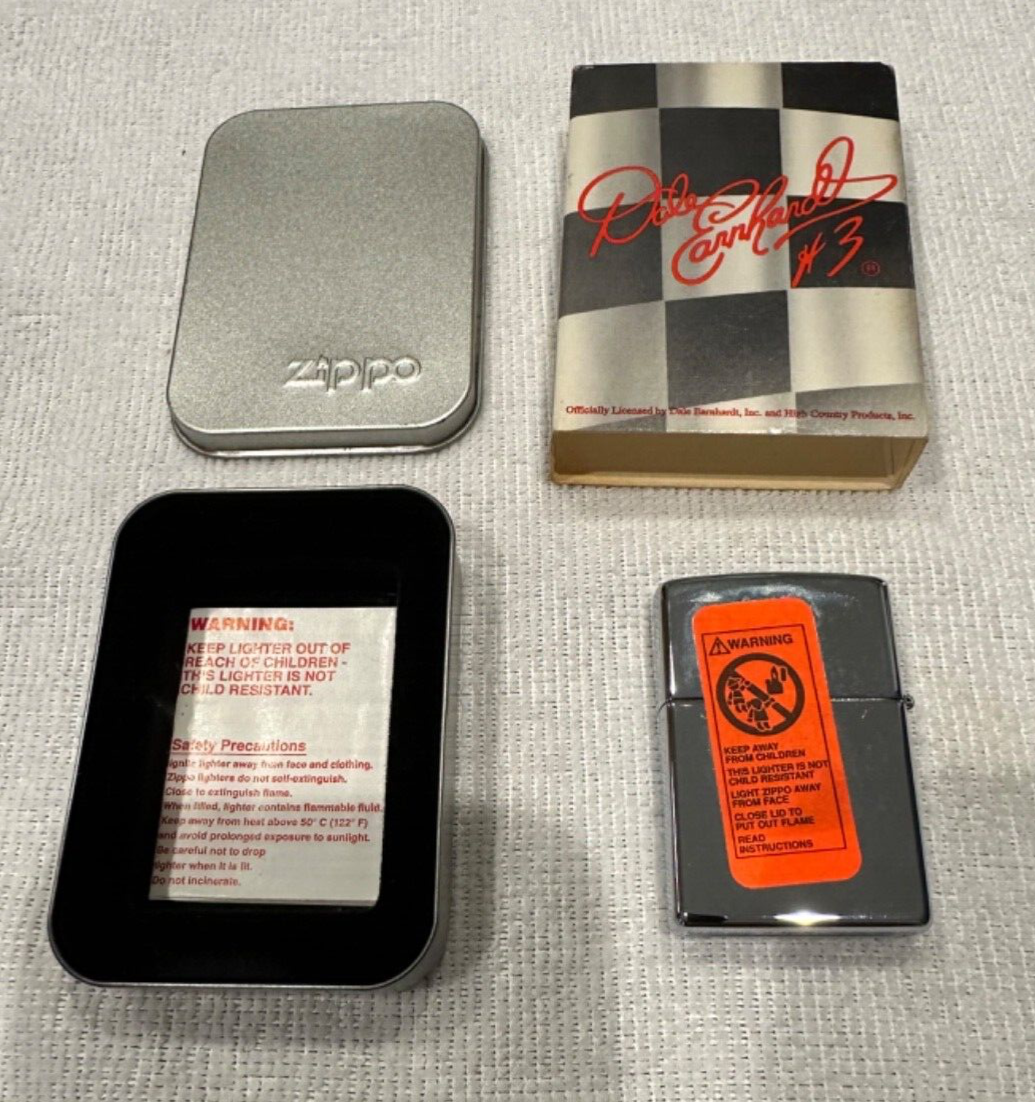 zippo
Dale
Earnhardt
#3 ®
Officially Licensed by Dale Earnhardt, Inc. and High Country Products, Inc.
WARNING:
KEEP LIGHTER OUT OF
REACH OF CHILDREN -
THIS LIGHTER IS NOT
CHILD RESISTANT.
Safety Precautions
Ignite lighter away from face and clothing.
Zippo lighters do not self-extinguish.
Close to extinguish flame.
When filled, lighter contains flammable fluid.
Keep away from heat above 50° C (122° F)
and avoid prolonged exposure to sunlight.
Be careful not to drop
lighter when it is lit.
Do not incinerate.
⚠WARNING
KEEP AWAY
FROM CHILDREN
THIS LIGHTER IS NOT
CHILD RESISTANT
LIGHT ZIPPO AWAY
FROM FACE
CLOSE LID TO
PUT OUT FLAME
READ
INSTRUCTIONS